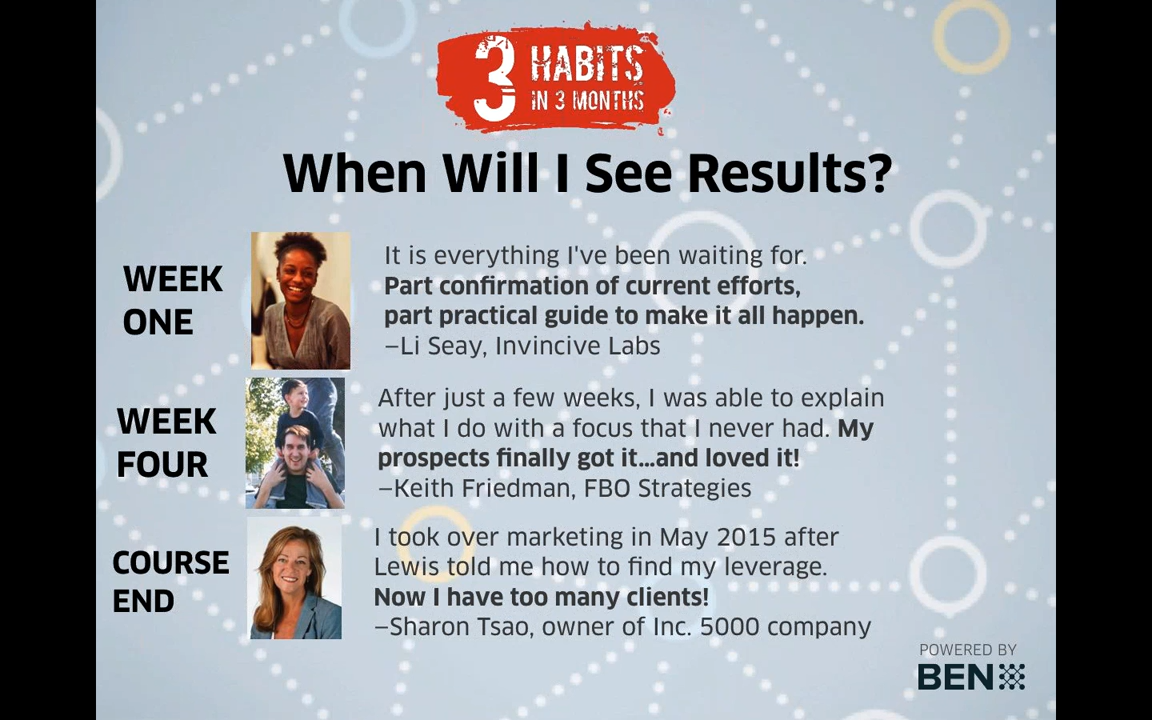 3 HABITS
IN 3 MONTHS
When Will I See Results?
WEEK
ONE
It is everything I've been waiting for.
Part confirmation of current efforts,
part practical guide to make it all happen.
–Li Seay, Invincive Labs
WEEK
FOUR
After just a few weeks, I was able to explain
what I do with a focus that I never had. My
prospects finally got it...and loved it!
–Keith Friedman, FBO Strategies
COURSE
END
I took over marketing in May 2015 after
Lewis told me how to find my leverage.
Now I have too many clients!
–Sharon Tsao, owner of Inc. 5000 company
POWERED BY
BEN